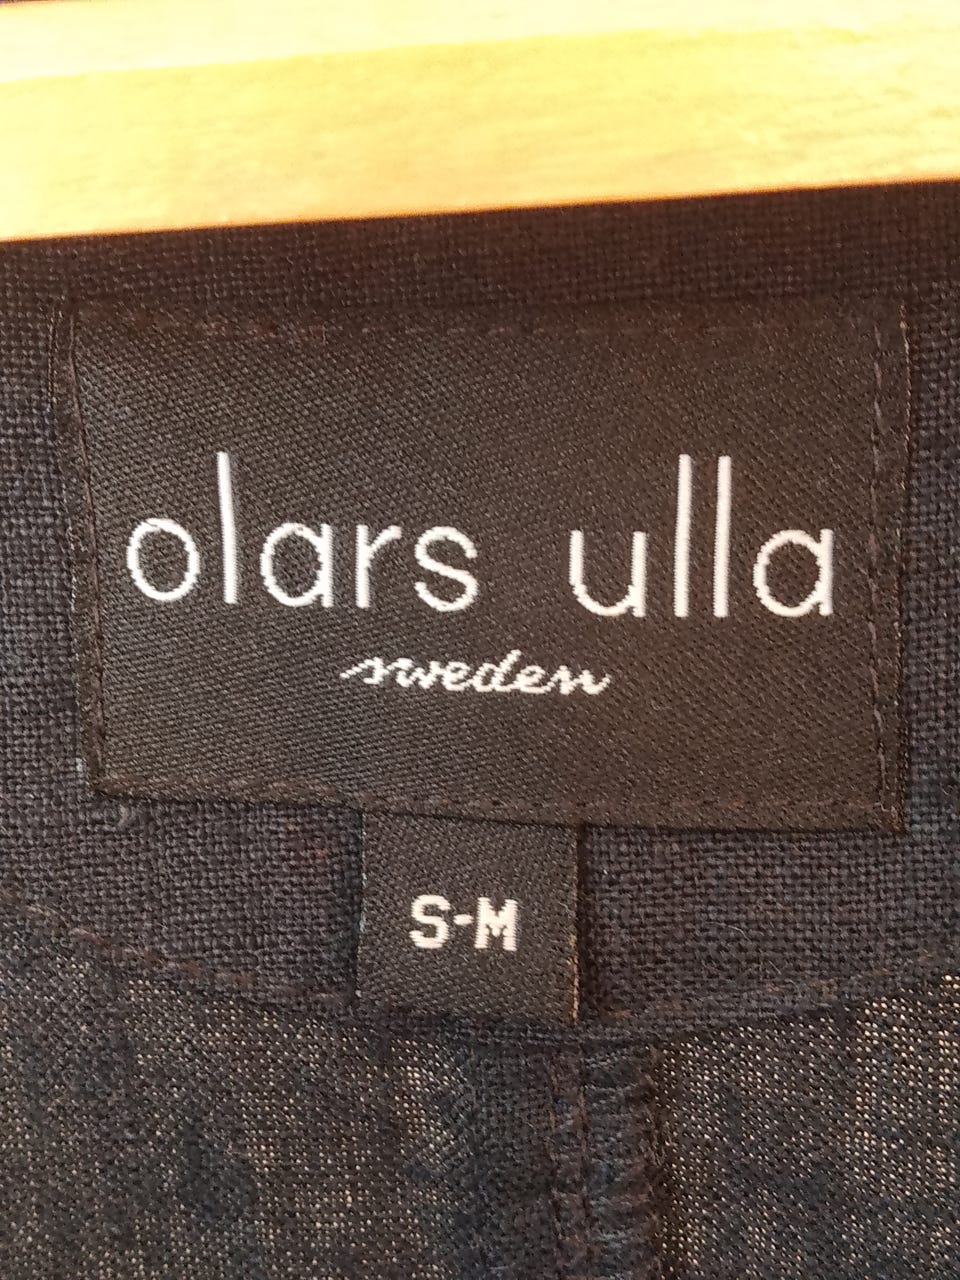 olars ulla
sweden
S-M